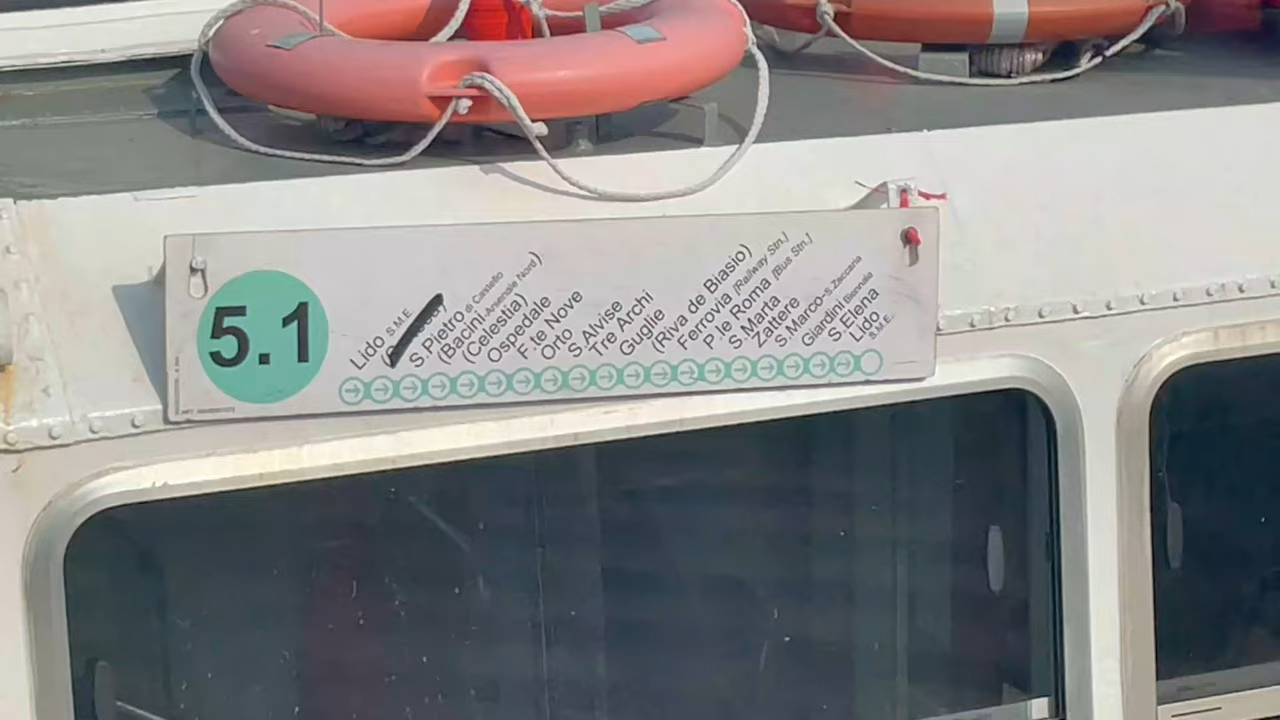 5.1
Lido S.M.E.
S.Pietro di Castello
(Bacini-Arsenale Nord)
(Celestia)
Ospedale
F.te Nove
Orto
S.Alvise
Tre Archi
Guglie
(Riva de Biasio)
Ferrovia [Railway Stn.]
P.le Roma [Bus Stn.]
S.Marta
Zattere
S.Marco-S.Zaccaria
Giardini Biennale
S.Elena
Lido S.M.E.